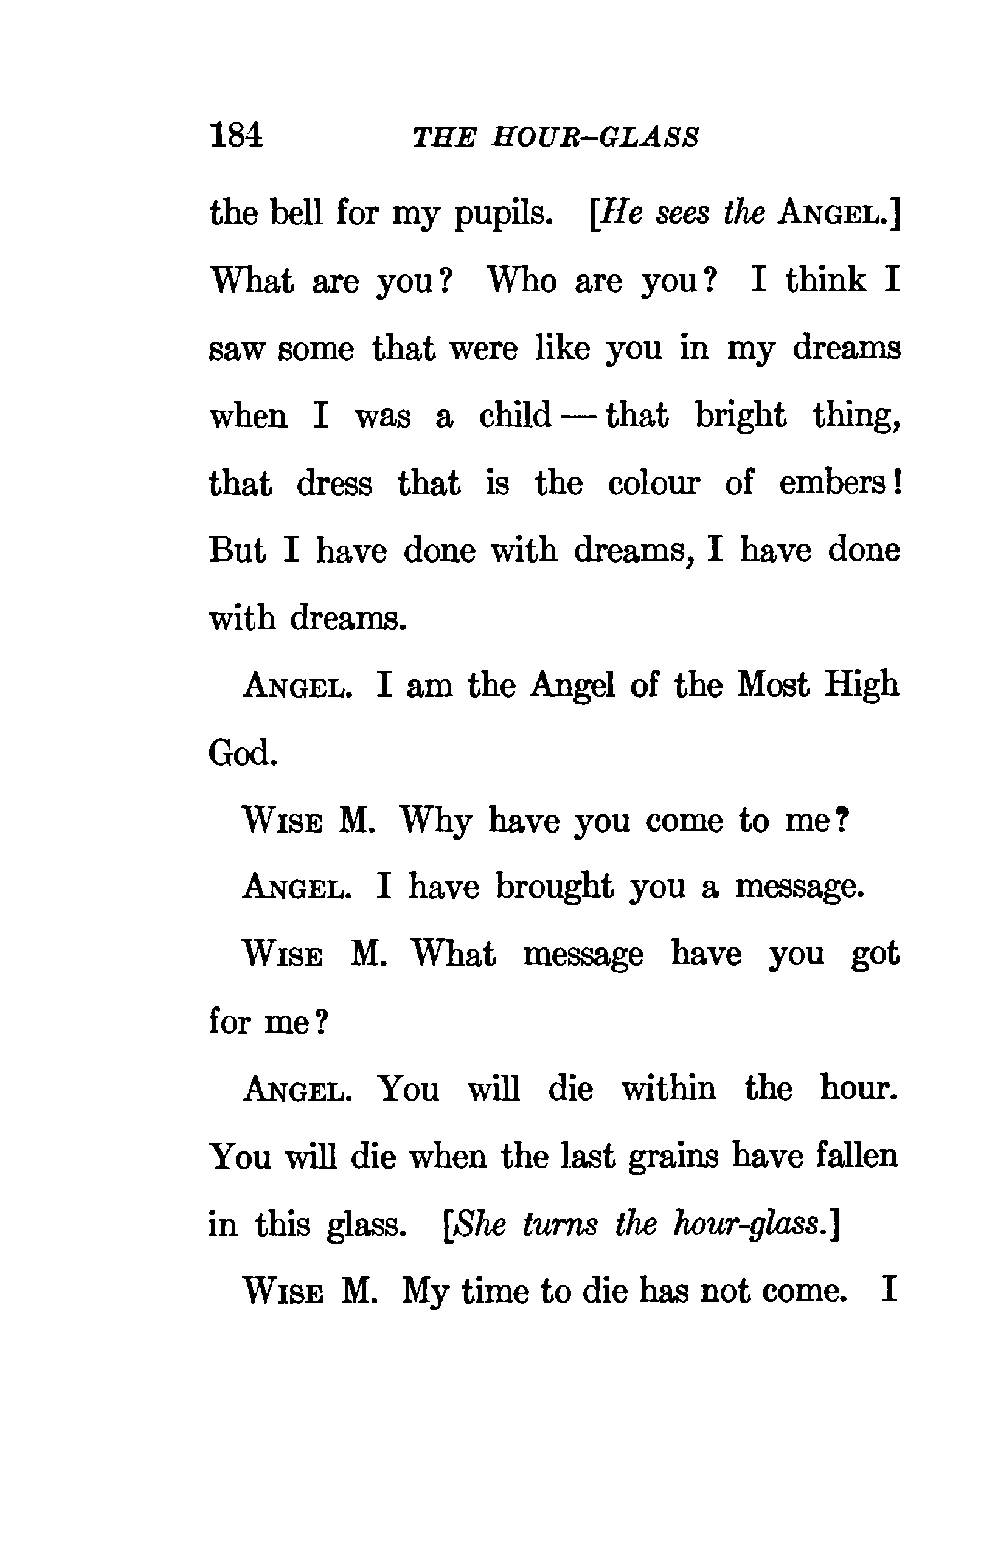 184 THE HOUR-GLASS
the bell for my pupils. [He sees the ANGEL.]
What are you? Who are you? I think I
saw some that were like you in my dreams
when I was a child — that bright thing,
that dress that is the colour of embers!
But I have done with dreams, I have done
with dreams.
ANGEL. I am the Angel of the Most High
God.
WISE M. Why have you come to me?
ANGEL. I have brought you a message.
WISE M. What message have you got
for me?
ANGEL. You will die within the hour.
You will die when the last grains have fallen
in this glass. [She turns the hour-glass.]
WISE M. My time to die has not come. I